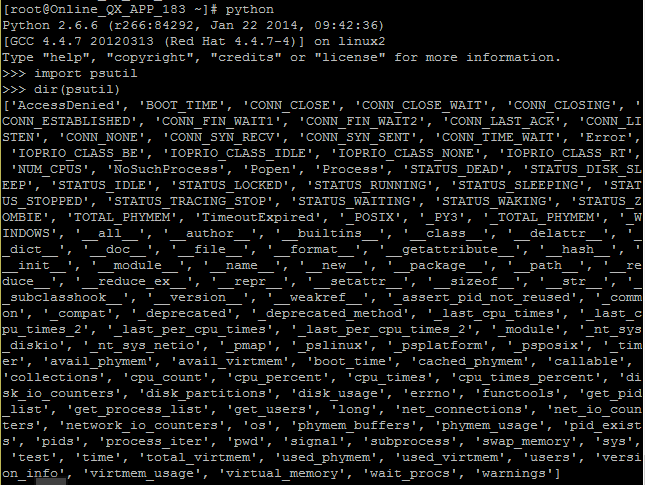 [root@Online_QX_APP_183 ~]# python
Python 2.6.6 (r266:84292, Jan 22 2014, 09:42:36)
[GCC 4.4.7 20120313 (Red Hat 4.4.7-4)] on linux2
Type "help", "copyright", "credits" or "license" for more information.
>>> import psutil
>>> dir(psutil)
['AccessDenied', 'BOOT_TIME', 'CONN_CLOSE', 'CONN_CLOSE_WAIT', 'CONN_CLOSING', '
CONN_ESTABLISHED', 'CONN_FIN_WAIT1', 'CONN_FIN_WAIT2', 'CONN_LAST_ACK', 'CONN_LI
STEN', 'CONN_NONE', 'CONN_SYN_RECV', 'CONN_SYN_SENT', 'CONN_TIME_WAIT', 'Error',
 'IOPRIO_CLASS_BE', 'IOPRIO_CLASS_IDLE', 'IOPRIO_CLASS_NONE', 'IOPRIO_CLASS_RT',
 'NUM_CPUS', 'NoSuchProcess', 'Popen', 'Process', 'STATUS_DEAD', 'STATUS_DISK_SL
EEP', 'STATUS_IDLE', 'STATUS_LOCKED', 'STATUS_RUNNING', 'STATUS_SLEEPING', 'STAT
US_STOPPED', 'STATUS_TRACING_STOP', 'STATUS_WAITING', 'STATUS_WAKING', 'STATUS_Z
OMBIE', 'TOTAL_PHYMEM', 'TimeoutExpired', '_POSIX', '_PY3', '_TOTAL_PHYMEM', '_W
INDOWS', '__all__', '__author__', '__builtins__', '__class__', '__delattr__', '_
_dict__', '__doc__', '__file__', '__format__', '__getattribute__', '__hash__', '
__init__', '__module__', '__name__', '__new__', '__package__', '__path__', '__re
duce__', '__reduce_ex__', '__repr__', '__setattr__', '__sizeof__', '__str__', '_
_subclasshook__', '__version__', '__weakref__', '_assert_pid_not_reused', '_comm
on', '_compat', '_deprecated', '_deprecated_method', '_last_cpu_times', '_last_c
pu_times_2', '_last_per_cpu_times', '_last_per_cpu_times_2', '_module', '_nt_sys
_diskio', '_nt_sys_netio', '_pmap', '_pslinux', '_psplatform', '_psposix', '_tim
er', 'avail_phymem', 'avail_virtmem', 'boot_time', 'cached_phymem', 'callable',
'collections', 'cpu_count', 'cpu_percent', 'cpu_times', 'cpu_times_percent', 'di
sk_io_counters', 'disk_partitions', 'disk_usage', 'errno', 'functools', 'get_pid
_list', 'get_process_list', 'get_users', 'long', 'net_connections', 'net_io_coun
ters', 'network_io_counters', 'os', 'phymem_buffers', 'phymem_usage', 'pid_exist
s', 'pids', 'process_iter', 'pwd', 'signal', 'subprocess', 'swap_memory', 'sys',
 'test', 'time', 'total_virtmem', 'used_phymem', 'used_virtmem', 'users', 'versi
on_info', 'virtmem_usage', 'virtual_memory', 'wait_procs', 'warnings']